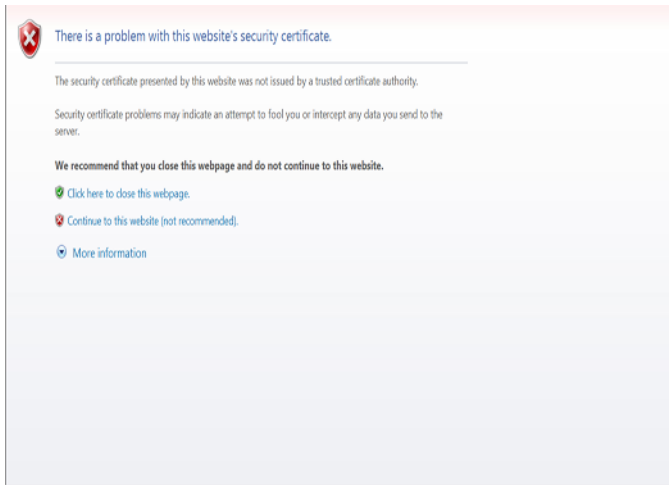 There is a problem with this website's security certificate.
The security certificate presented by this website was not issued by a trusted certificate authority.
Security certificate problems may indicate an attempt to fool you or intercept any data you send to the
server.
We recommend that you close this webpage and do not continue to this website.
Click here to close this webpage.
Continue to this website (not recommended).
More information